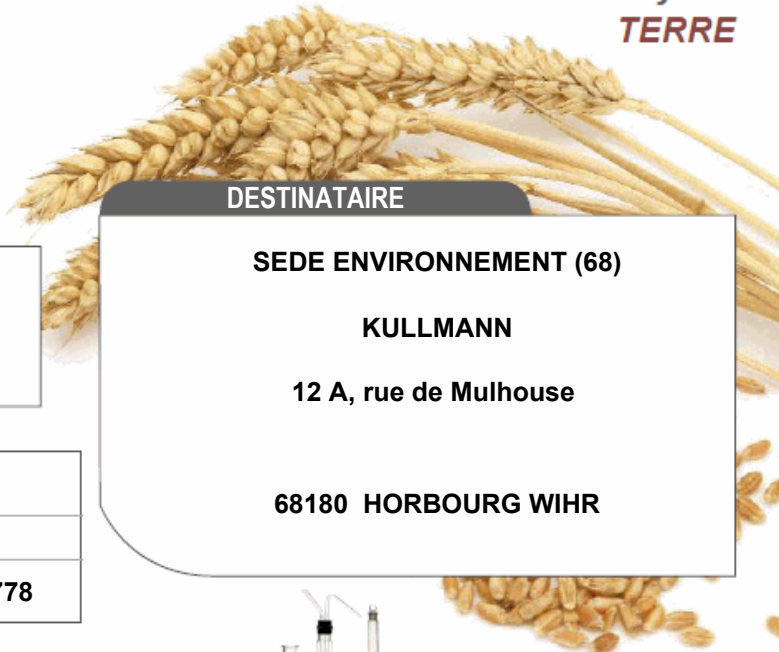 TERRE
DESTINATAIRE
SEDE ENVIRONNEMENT (68)
KULLMANN
12 A, rue de Mulhouse
68180 HORBOURG WIHR
778